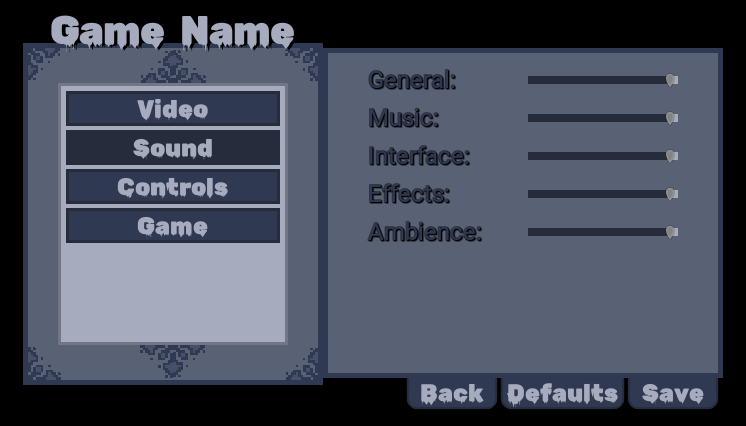 Game Name
Video
Sound
Controls
Game
General:
Music:
Interface:
Effects:
Ambience:
Back
Defaults
Save